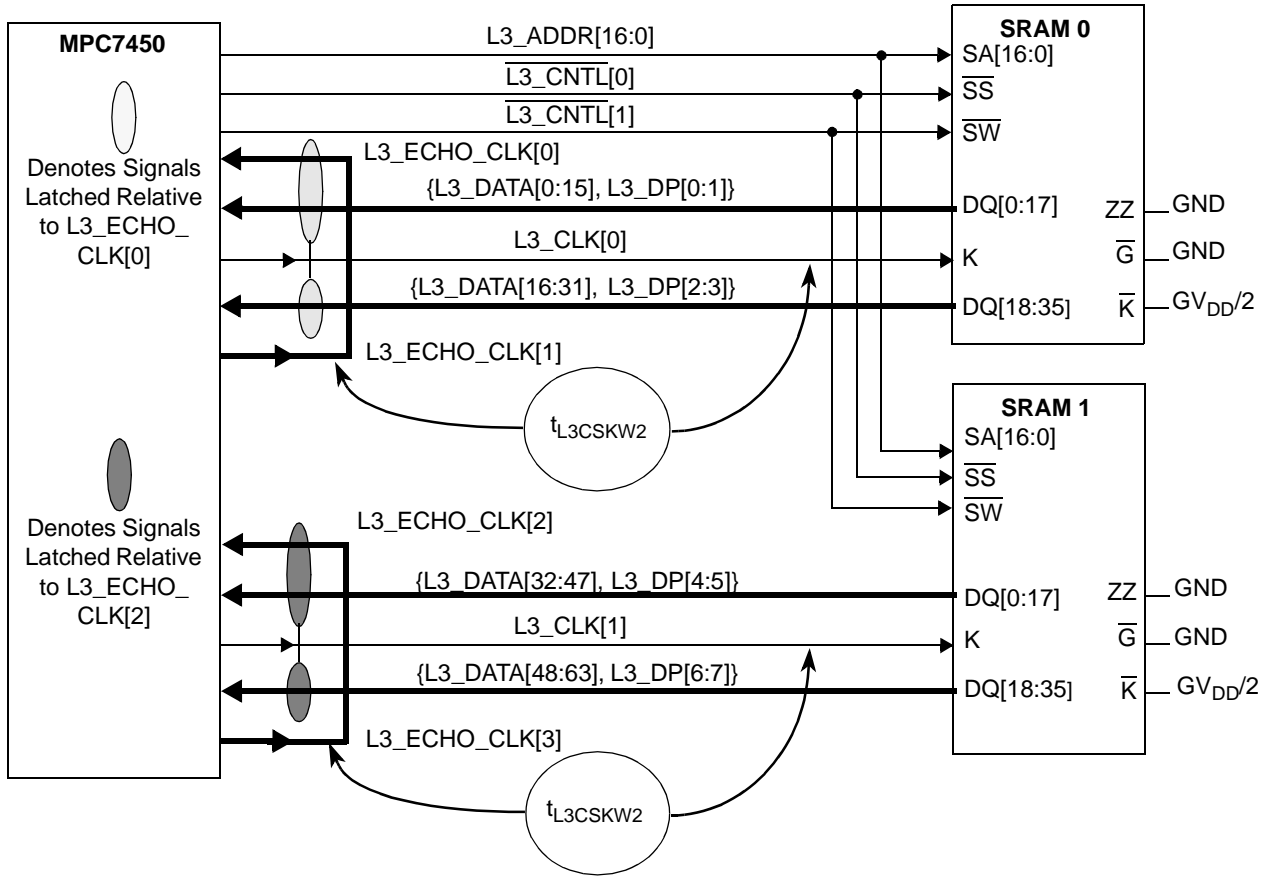 MPC7450
Denotes Signals
Latched Relative
to L3_ECHO_
CLK[0]
Denotes Signals
Latched Relative
to L3_ECHO_
CLK[2]
L3_ADDR[16:0]
L3_CNTL[0]
L3_CNTL[1]
L3_ECHO_CLK[0]
{L3_DATA[0:15], L3_DP[0:1]}
L3_CLK[0]
{L3_DATA[16:31], L3_DP[2:3]}
L3_ECHO_CLK[1]
tL3CSKW2
L3_ECHO_CLK[2]
{L3_DATA[32:47], L3_DP[4:5]}
L3_CLK[1]
{L3_DATA[48:63], L3_DP[6:7]}
L3_ECHO_CLK[3]
tL3CSKW2
SRAM 0
SA[16:0]
SS
SW
DQ[0:17] ZZ GND
K G GND
DQ[18:35] K GVDD/2
SRAM 1
SA[16:0]
SS
SW
DQ[0:17] ZZ GND
K G GND
DQ[18:35] K GVDD/2